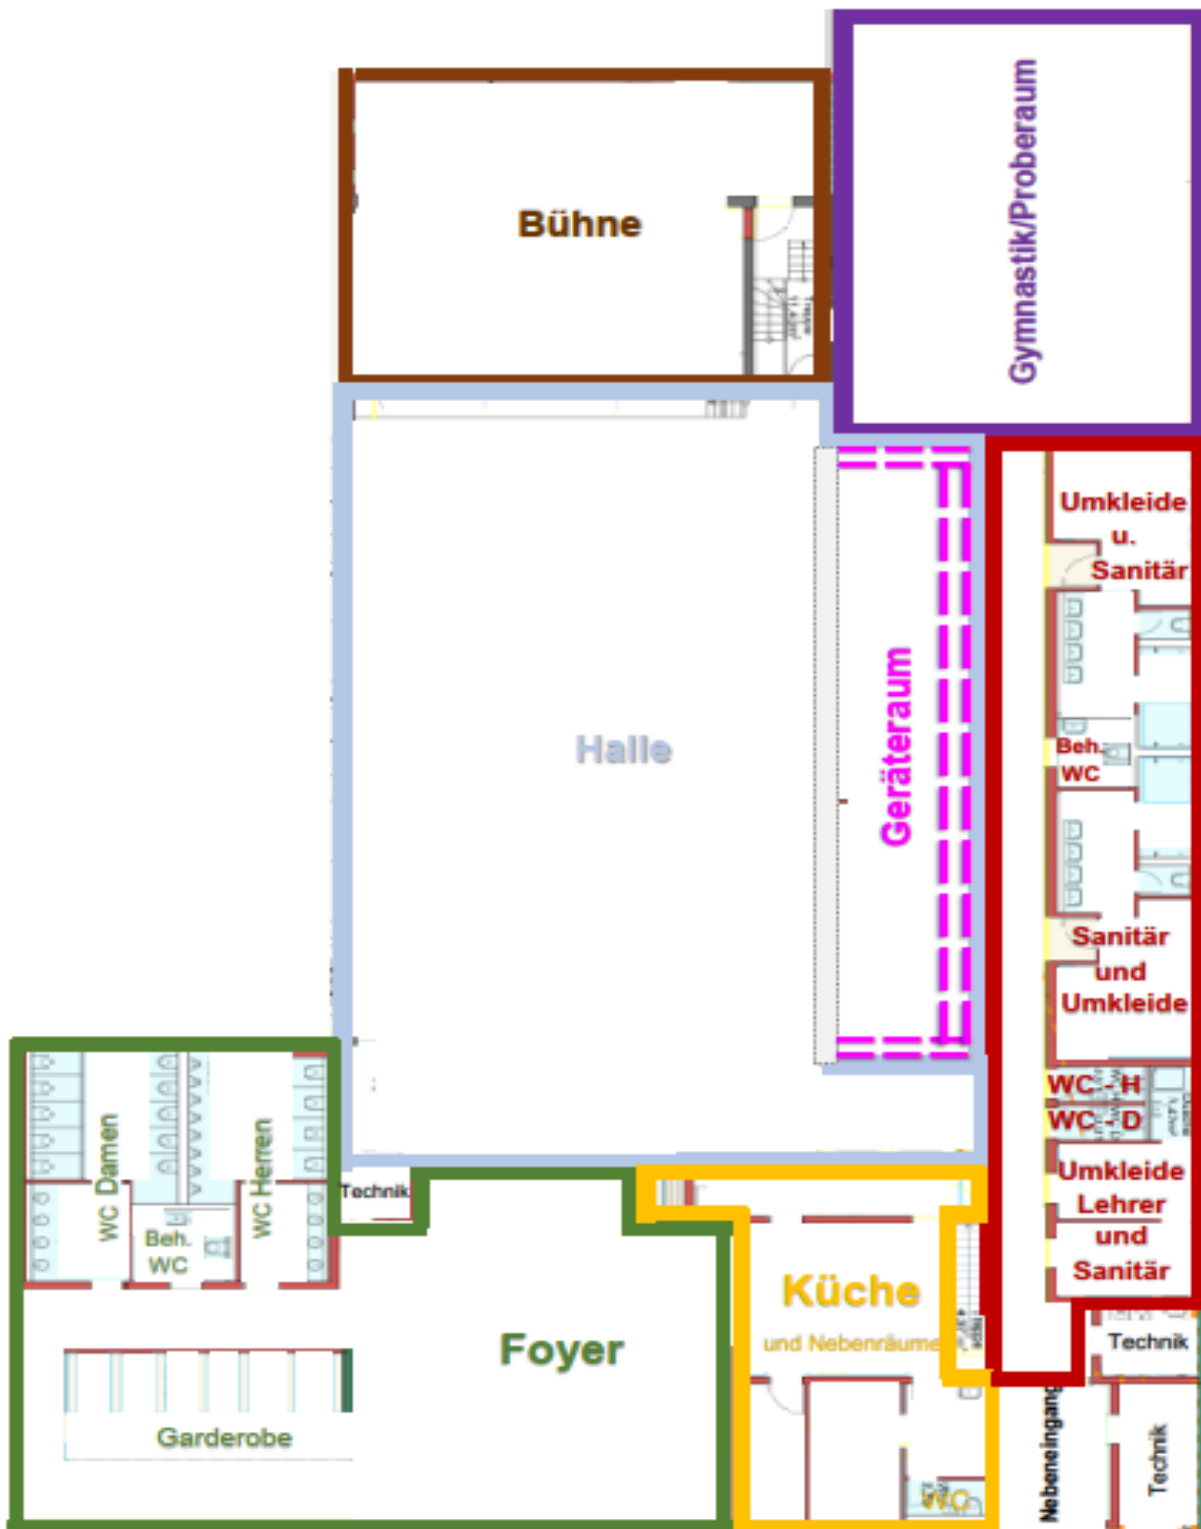 Gymnastik/Proberaum
Bühne
Treppe
Umkleide
u.
Sanitär
Halle
Geräteraum
Beh.
WC
Sanitär
und
Umkleide
WC - H
WC - D
WC Damen
WC Herren
Beh.
WC
Technik
Umkleide
Lehrer
und
Sanitär
Küche
und Nebenräume
Foyer
Technik
Garderobe
Nebeneingang
Technik
WC